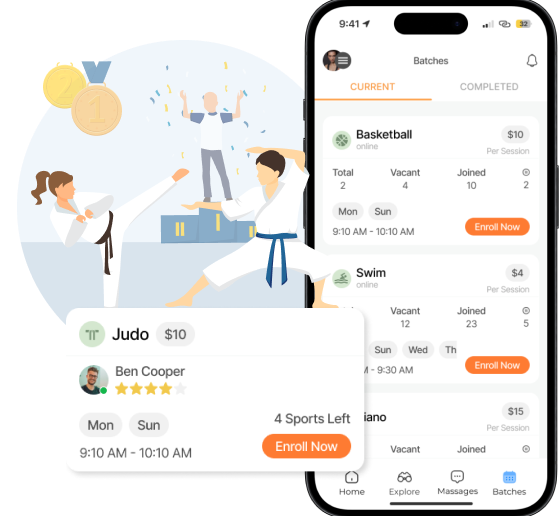 9:41
32
Batches
CURRENT
COMPLETED
Basketball
$10
online
Per Session
Total
Vacant
Joined
2
4
10
2
Mon
Sun
9:10 AM - 10:10 AM
Enroll Now
Swim
$4
online
Per Session
Vacant
Joined
12
23
5
Sun
Wed
Th
- 9:30 AM
Enroll Now
iano
$15
Per Session
Vacant
Joined
Home
Explore
Massages
Batches
2
1
Judo
$10
Ben Cooper
Mon
Sun
4 Sports Left
9:10 AM - 10:10 AM
Enroll Now